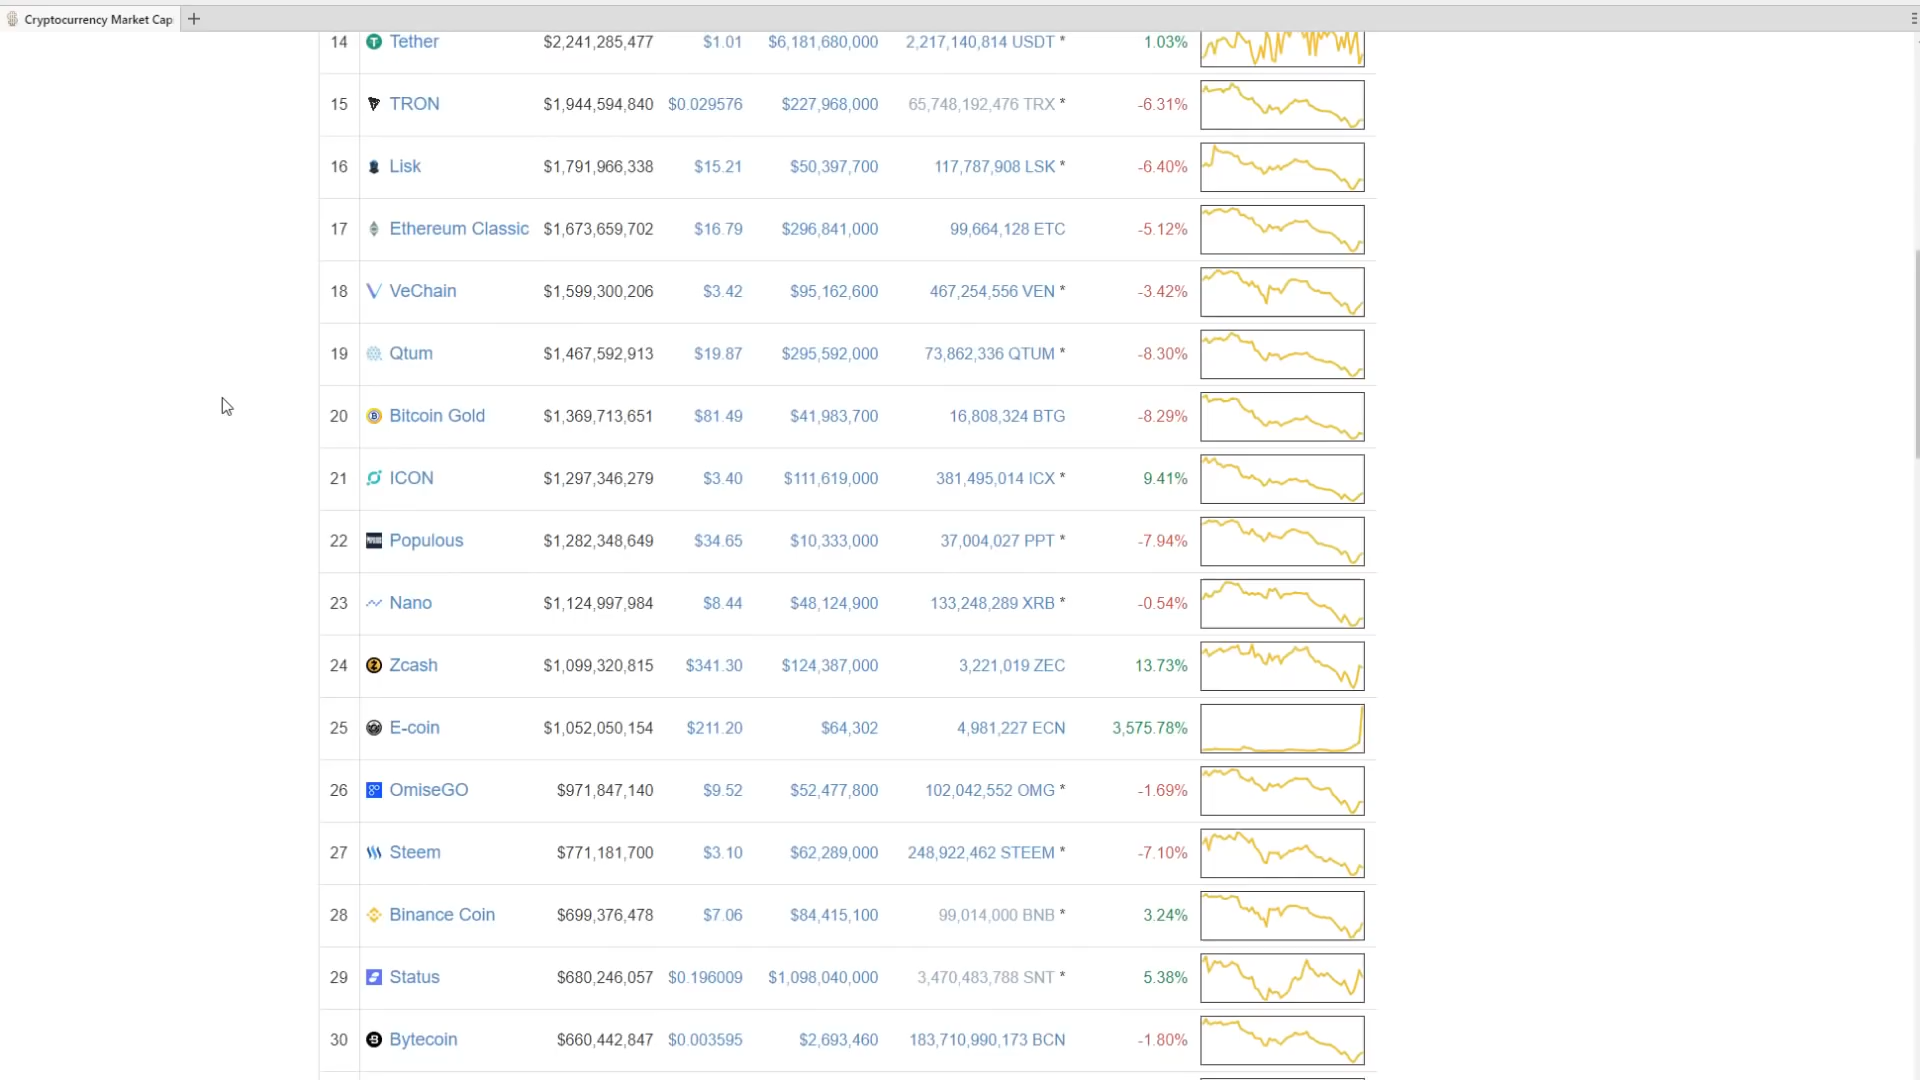 Cryptocurrency Market Cap
14 Tether $2,241,285,477 $1.01 $6,181,680,000 2,217,140,814 USDT * 1.03%
15 TRON $1,944,594,840 $0.029576 $227,968,000 65,748,192,476 TRX * -6.31%
16 Lisk $1,791,966,338 $15.21 $50,397,700 117,787,908 LSK * -6.40%
17 Ethereum Classic $1,673,659,702 $16.79 $296,841,000 99,664,128 ETC -5.12%
18 VeChain $1,599,300,206 $3.42 $95,162,600 467,254,556 VEN * -3.42%
19 Qtum $1,467,592,913 $19.87 $295,592,000 73,862,336 QTUM * -8.30%
20 Bitcoin Gold $1,369,713,651 $81.49 $41,983,700 16,808,324 BTG -8.29%
21 ICON $1,297,346,279 $3.40 $111,619,000 381,495,014 ICX * 9.41%
22 Populous $1,282,348,649 $34.65 $10,333,000 37,004,027 PPT * -7.94%
23 Nano $1,124,997,984 $8.44 $48,124,900 133,248,289 XRB * -0.54%
24 Zcash $1,099,320,815 $341.30 $124,387,000 3,221,019 ZEC 13.73%
25 E-coin $1,052,050,154 $211.20 $64,302 4,981,227 ECN 3,575.78%
26 OmiseGO $971,847,140 $9.52 $52,477,800 102,042,552 OMG * -1.69%
27 Steem $771,181,700 $3.10 $62,289,000 248,922,462 STEEM * -7.10%
28 Binance Coin $699,376,478 $7.06 $84,415,100 99,014,000 BNB * 3.24%
29 Status $680,246,057 $0.196009 $1,098,040,000 3,470,483,788 SNT * 5.38%
30 Bytecoin $660,442,847 $0.003595 $2,693,460 183,710,990,173 BCN -1.80%